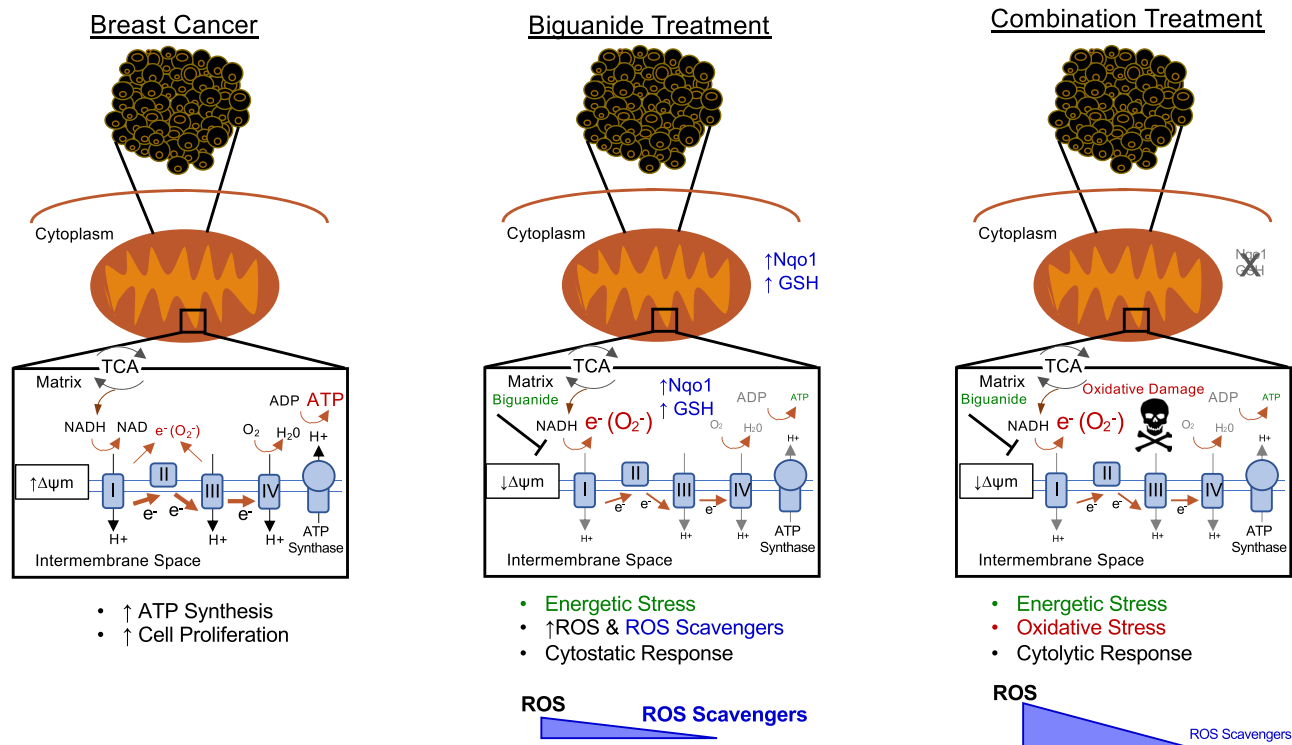 Breast Cancer
Cytoplasm
TCA
Matrix
ADP ATP
NADH NAD e- (O₂-) O₂ H₂0 H+
↑Δψm
I II III IV
e- e- e-
H+ H+ H+
ATP
Synthase
Intermembrane Space
• ↑ ATP Synthesis
• ↑ Cell Proliferation
Biguanide Treatment
Cytoplasm
↑Nqo1
↑ GSH
TCA
Matrix
Biguanide
↑Nqo1
↑ GSH
ADP ATP
NADH e- (O₂-) O₂ H₂0 H+
↓Δψm
I II III IV
e- e- e-
H+ H+ H+
ATP
Synthase
Intermembrane Space
• Energetic Stress
• ↑ROS & ROS Scavengers
• Cytostatic Response
ROS
ROS Scavengers
Combination Treatment
Cytoplasm
Nqo1
GSH
X
TCA
Matrix
Biguanide
Oxidative Damage
ADP ATP
NADH e- (O₂-) O₂ H₂0 H+
↓Δψm
I II III IV
e- e- e-
H+ H+ H+
ATP
Synthase
Intermembrane Space
• Energetic Stress
• Oxidative Stress
• Cytolytic Response
ROS
ROS Scavengers